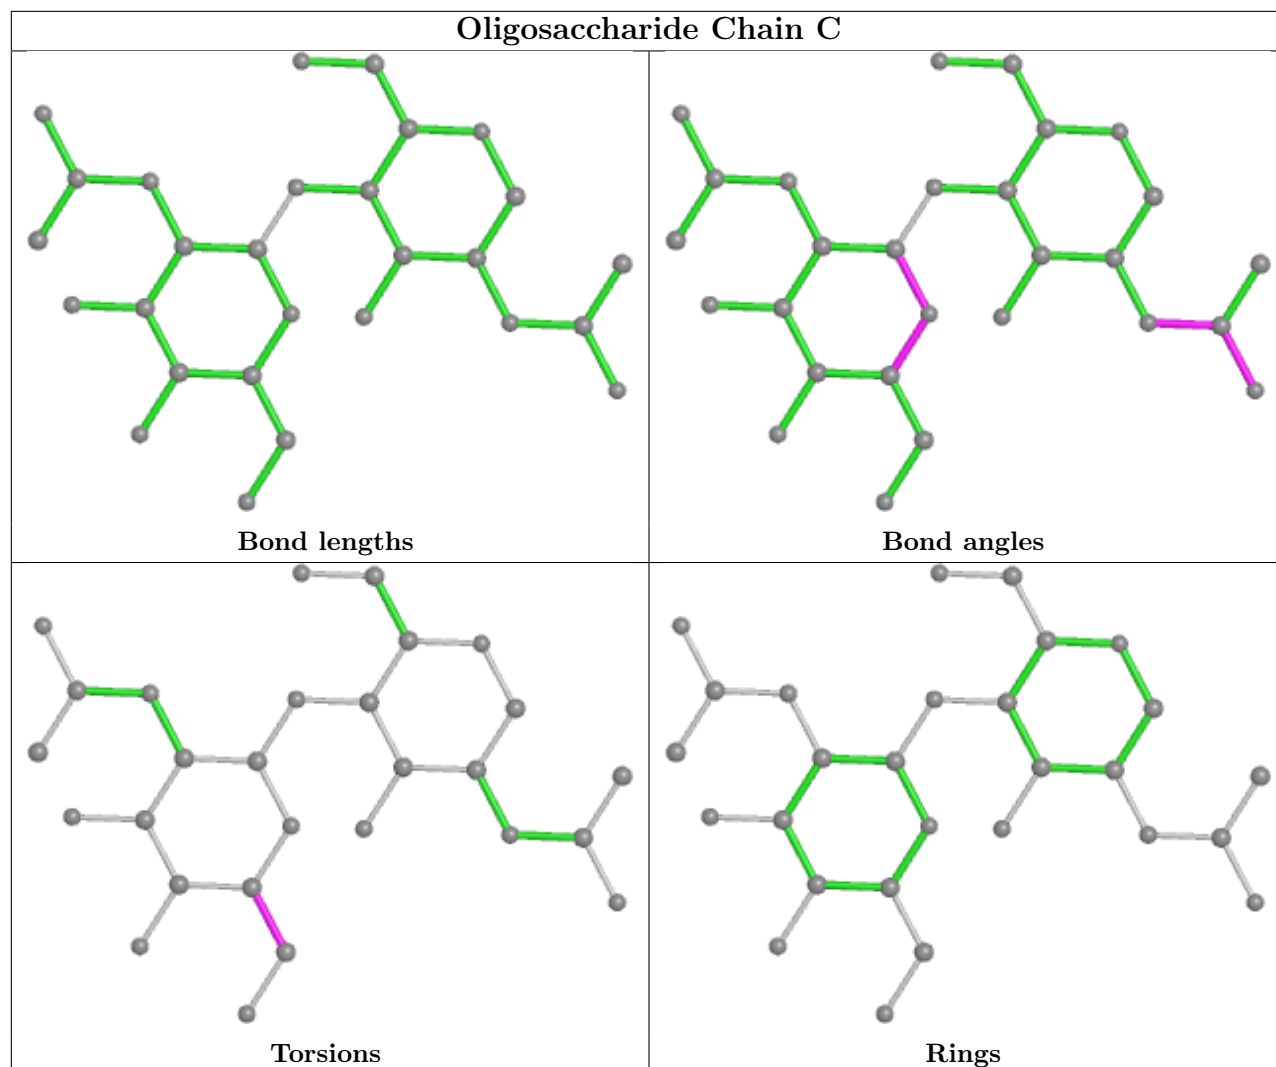 Oligosaccharide Chain C
Bond lengths
Bond angles
Torsions
Rings